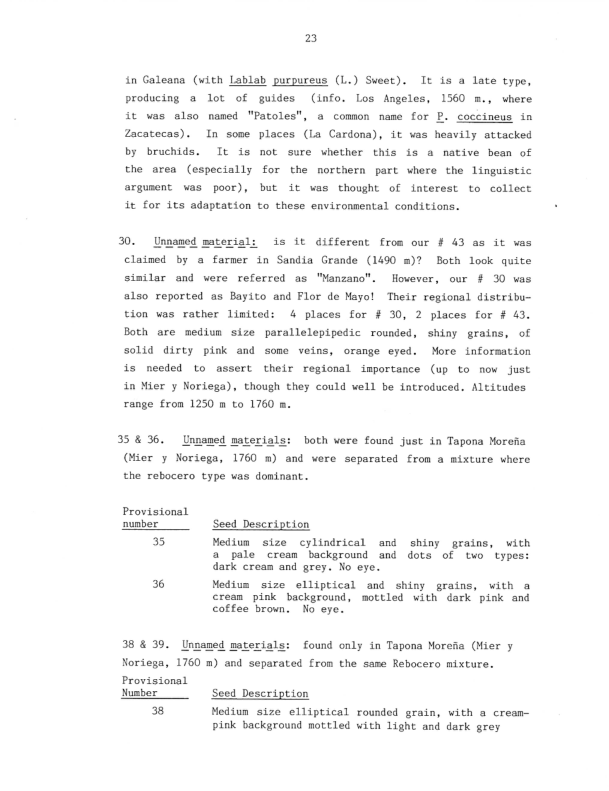 23
in Galeana (with Lablab purpureus (L.) Sweet). It is a late type,
producing a lot of guides (info. Los Angeles, 1560 m., where
it was also named "Patoles", a common name for P. coccineus in
Zacatecas). In some places (La Cardona), it was heavily attacked
by bruchids. It is not sure whether this is a native bean of
the area (especially for the northern part where the linguistic
argument was poor), but it was thought of interest to collect
it for its adaptation to these environmental conditions.
30. Unnamed material: is it different from our # 43 as it was
claimed by a farmer in Sandia Grande (1490 m)? Both look quite
similar and were referred as "Manzano". However, our # 30 was
also reported as Bayito and Flor de Mayo! Their regional distribu-
tion was rather limited: 4 places for # 30, 2 places for # 43.
Both are medium size parallelepipedic rounded, shiny grains, of
solid dirty pink and some veins, orange eyed. More information
is needed to assert their regional importance (up to now just
in Mier y Noriega), though they could well be introduced. Altitudes
range from 1250 m to 1760 m.
35 & 36. Unnamed materials: both were found just in Tapona Moreña
(Mier y Noriega, 1760 m) and were separated from a mixture where
the rebocero type was dominant.
Provisional
number Seed Description
35 Medium size cylindrical and shiny grains, with
a pale cream background and dots of two types:
dark cream and grey. No eye.
36 Medium size elliptical and shiny grains, with a
cream pink background, mottled with dark pink and
coffee brown. No eye.
38 & 39. Unnamed materials: found only in Tapona Moreña (Mier y
Noriega, 1760 m) and separated from the same Rebocero mixture.
Provisional
Number Seed Description
38 Medium size elliptical rounded grain, with a cream-
pink background mottled with light and dark grey